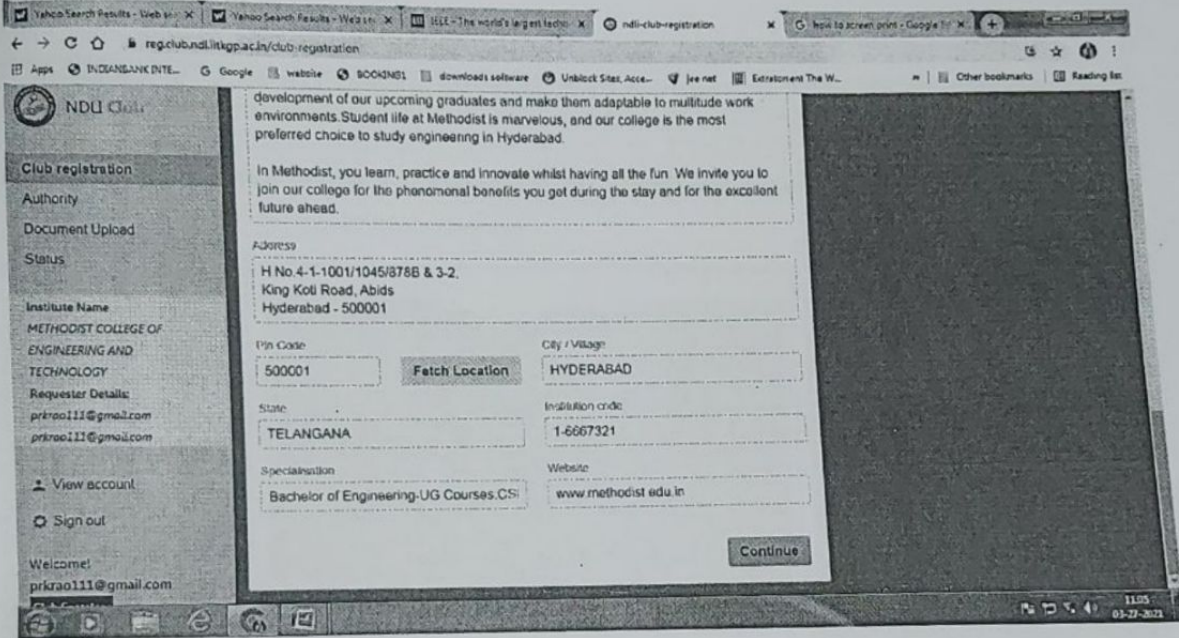 Yahoo Search Results - Web se
Yahoo Search Results - Web se
IEEE - The world's largest techn
ndli-club-registration
how to screen print - Google
reg.club.ndl.iitkgp.ac.in/club-registration
Apps
INDIANBANK INTE...
Google
website
BOOKING1
downloads software
Unblock Sites, Acce...
jee net
Extratorrent The W...
Other bookmarks
Reading list
NDLI Club
Club registration
Authority
Document Upload
Status
Institute Name
METHODIST COLLEGE OF
ENGINEERING AND
TECHNOLOGY
Requester Details:
prkrao111@gmail.com
prkrao111@gmail.com
View account
Sign out
Welcome!
prkrao111@gmail.com
development of our upcoming graduates and make them adaptable to multitude work
environments.Student life at Methodist is marvelous, and our college is the most
preferred choice to study engineering in Hyderabad.
In Methodist, you learn, practice and innovate whilst having all the fun. We invite you to
join our college for the phenomenal benefits you get during the stay and for the excellent
future ahead.
Address
H No.4-1-1001/1045/878B & 3-2,
King Koti Road, Abids
Hyderabad - 500001
Pin Code
City / Village
500001
Fetch Location
HYDERABAD
State
Institution code
TELANGANA
1-6667321
Specialisation
Website
Bachelor of Engineering-UG Courses.CS
www.methodist.edu.in
Continue
11:05
03-27-2021